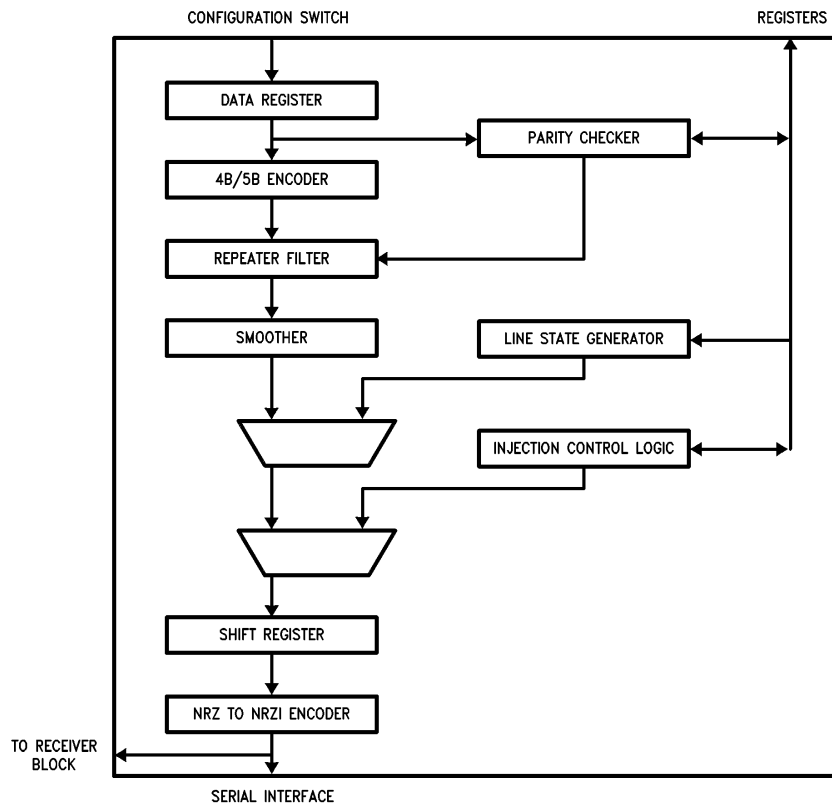 CONFIGURATION SWITCH
REGISTERS
DATA REGISTER
PARITY CHECKER
4B/5B ENCODER
REPEATER FILTER
SMOOTHER
LINE STATE GENERATOR
INJECTION CONTROL LOGIC
SHIFT REGISTER
NRZ TO NRZI ENCODER
TO RECEIVER
BLOCK
SERIAL INTERFACE